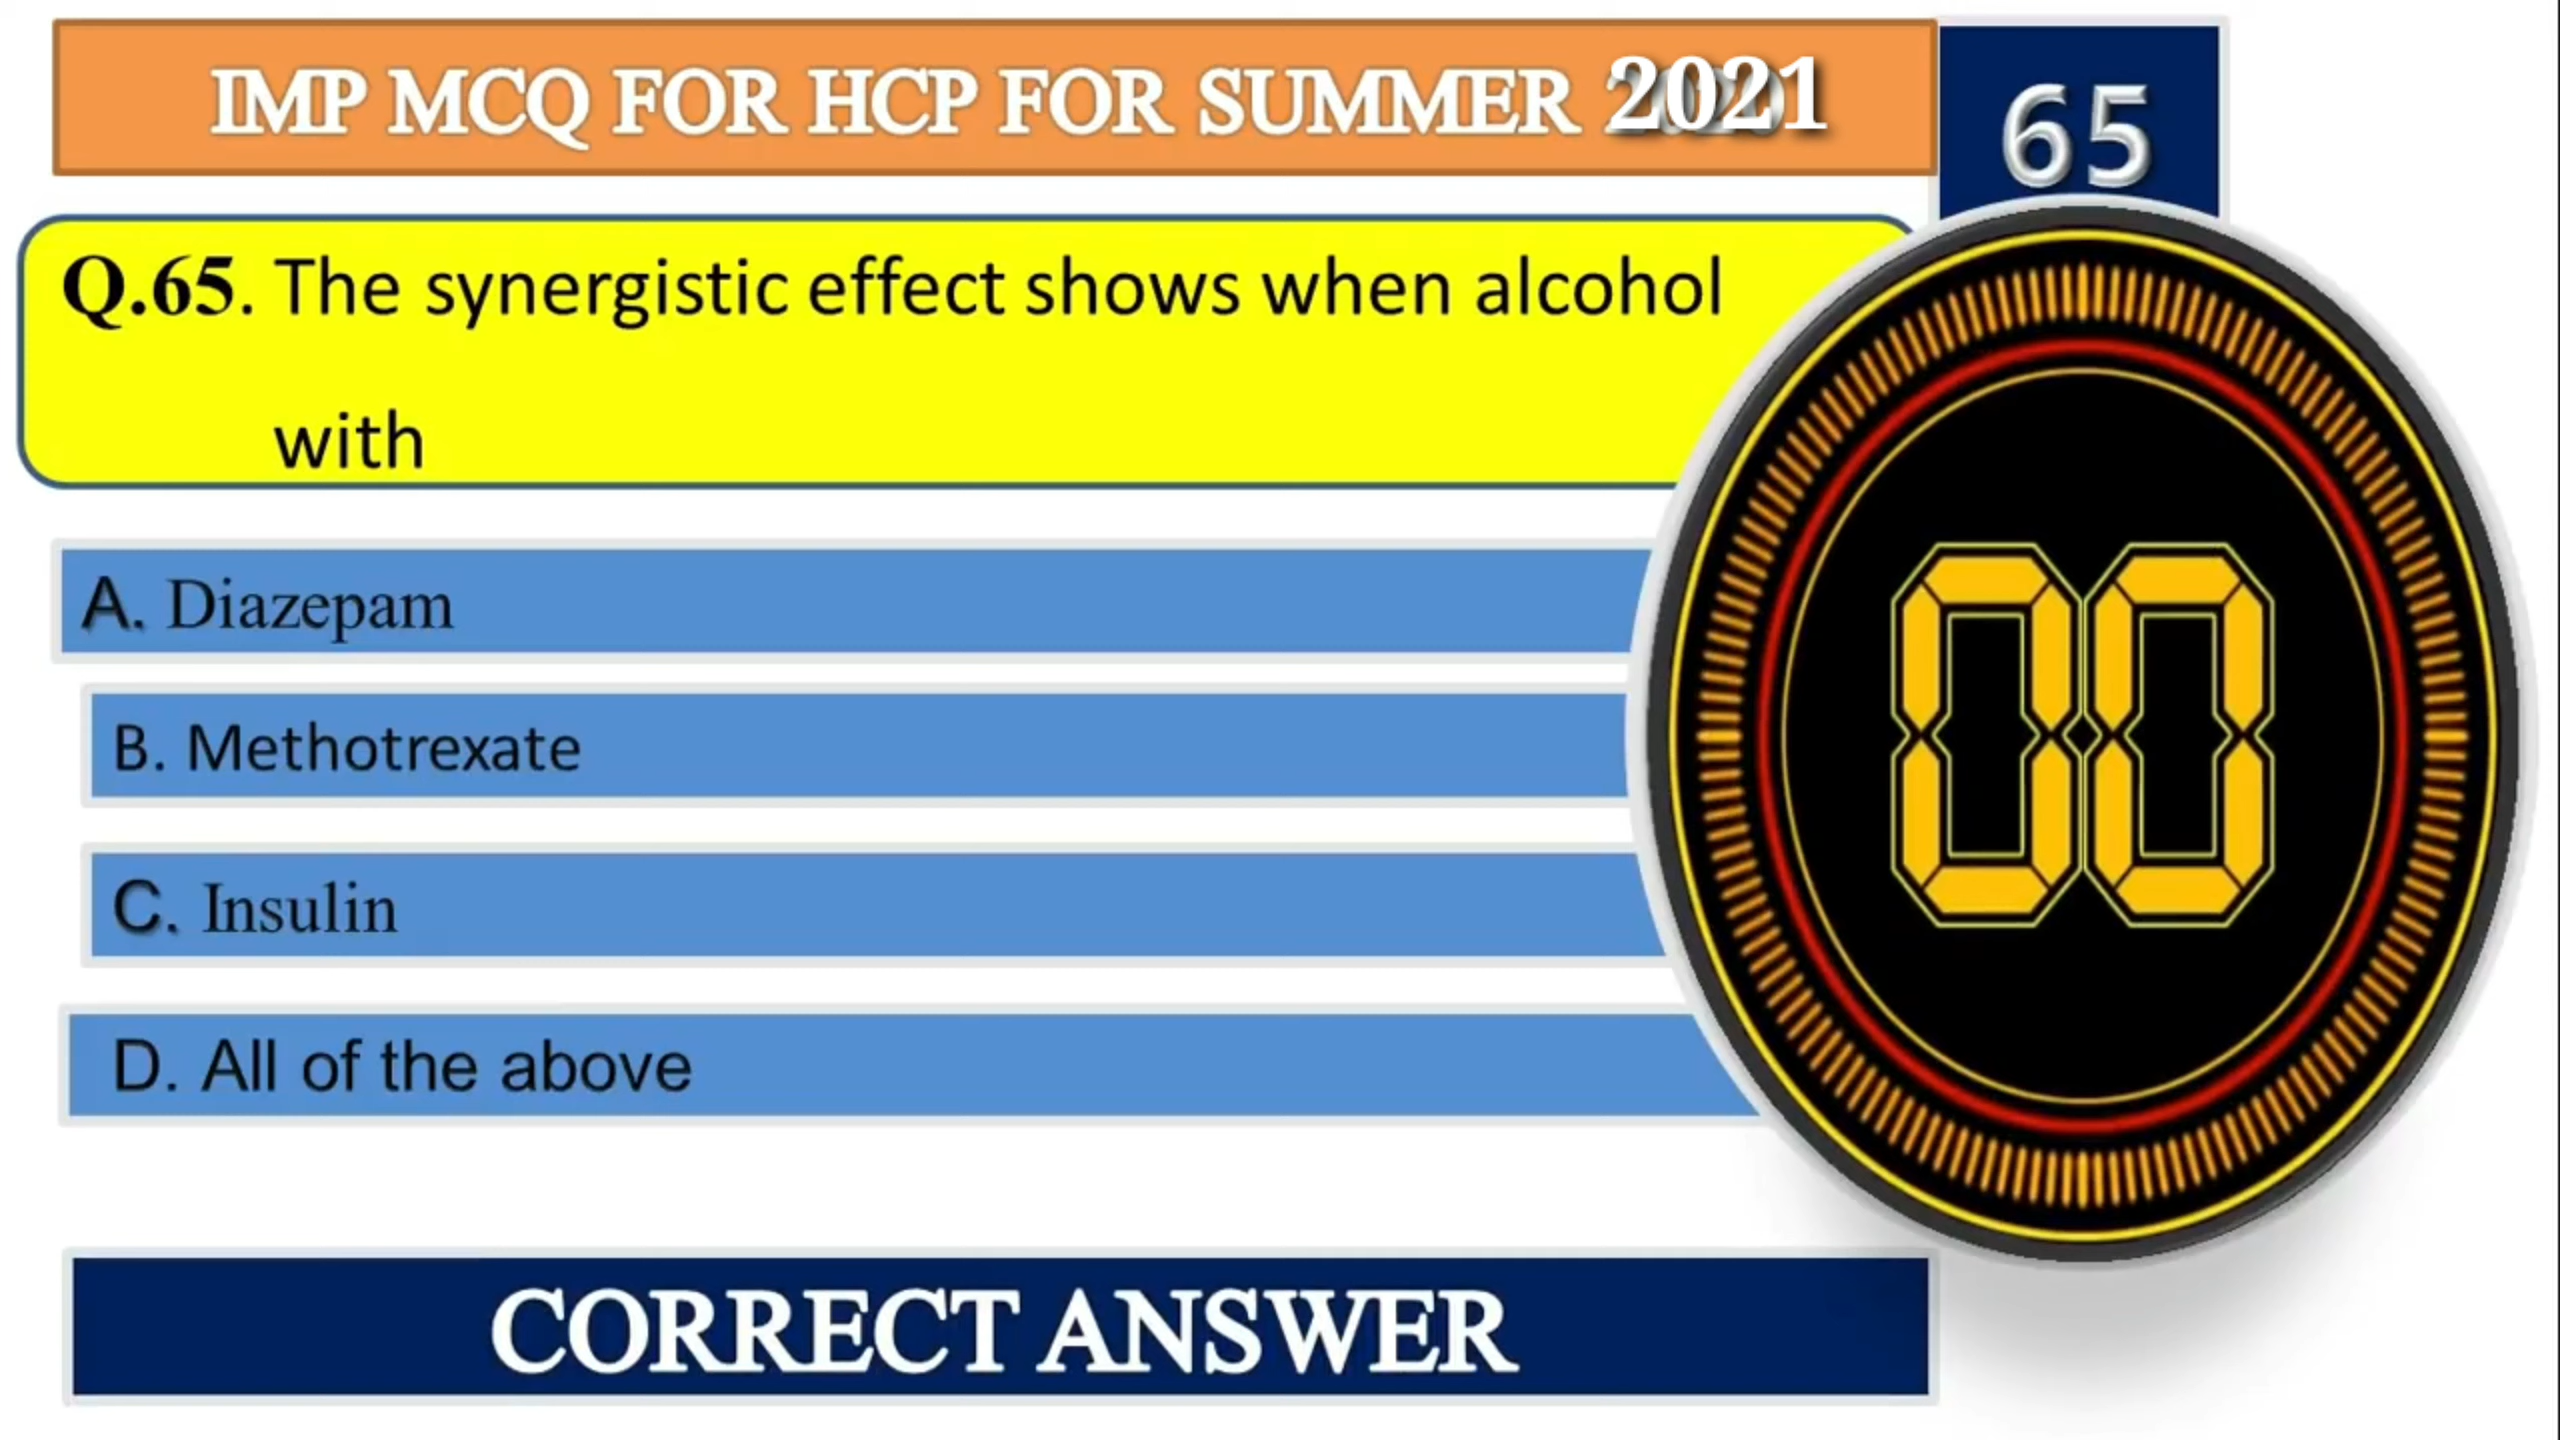 IMP MCQ FOR HCP FOR SUMMER 2021
65
Q.65. The synergistic effect shows when alcohol
with
A. Diazepam
B. Methotrexate
C. Insulin
D. All of the above
00
CORRECT ANSWER